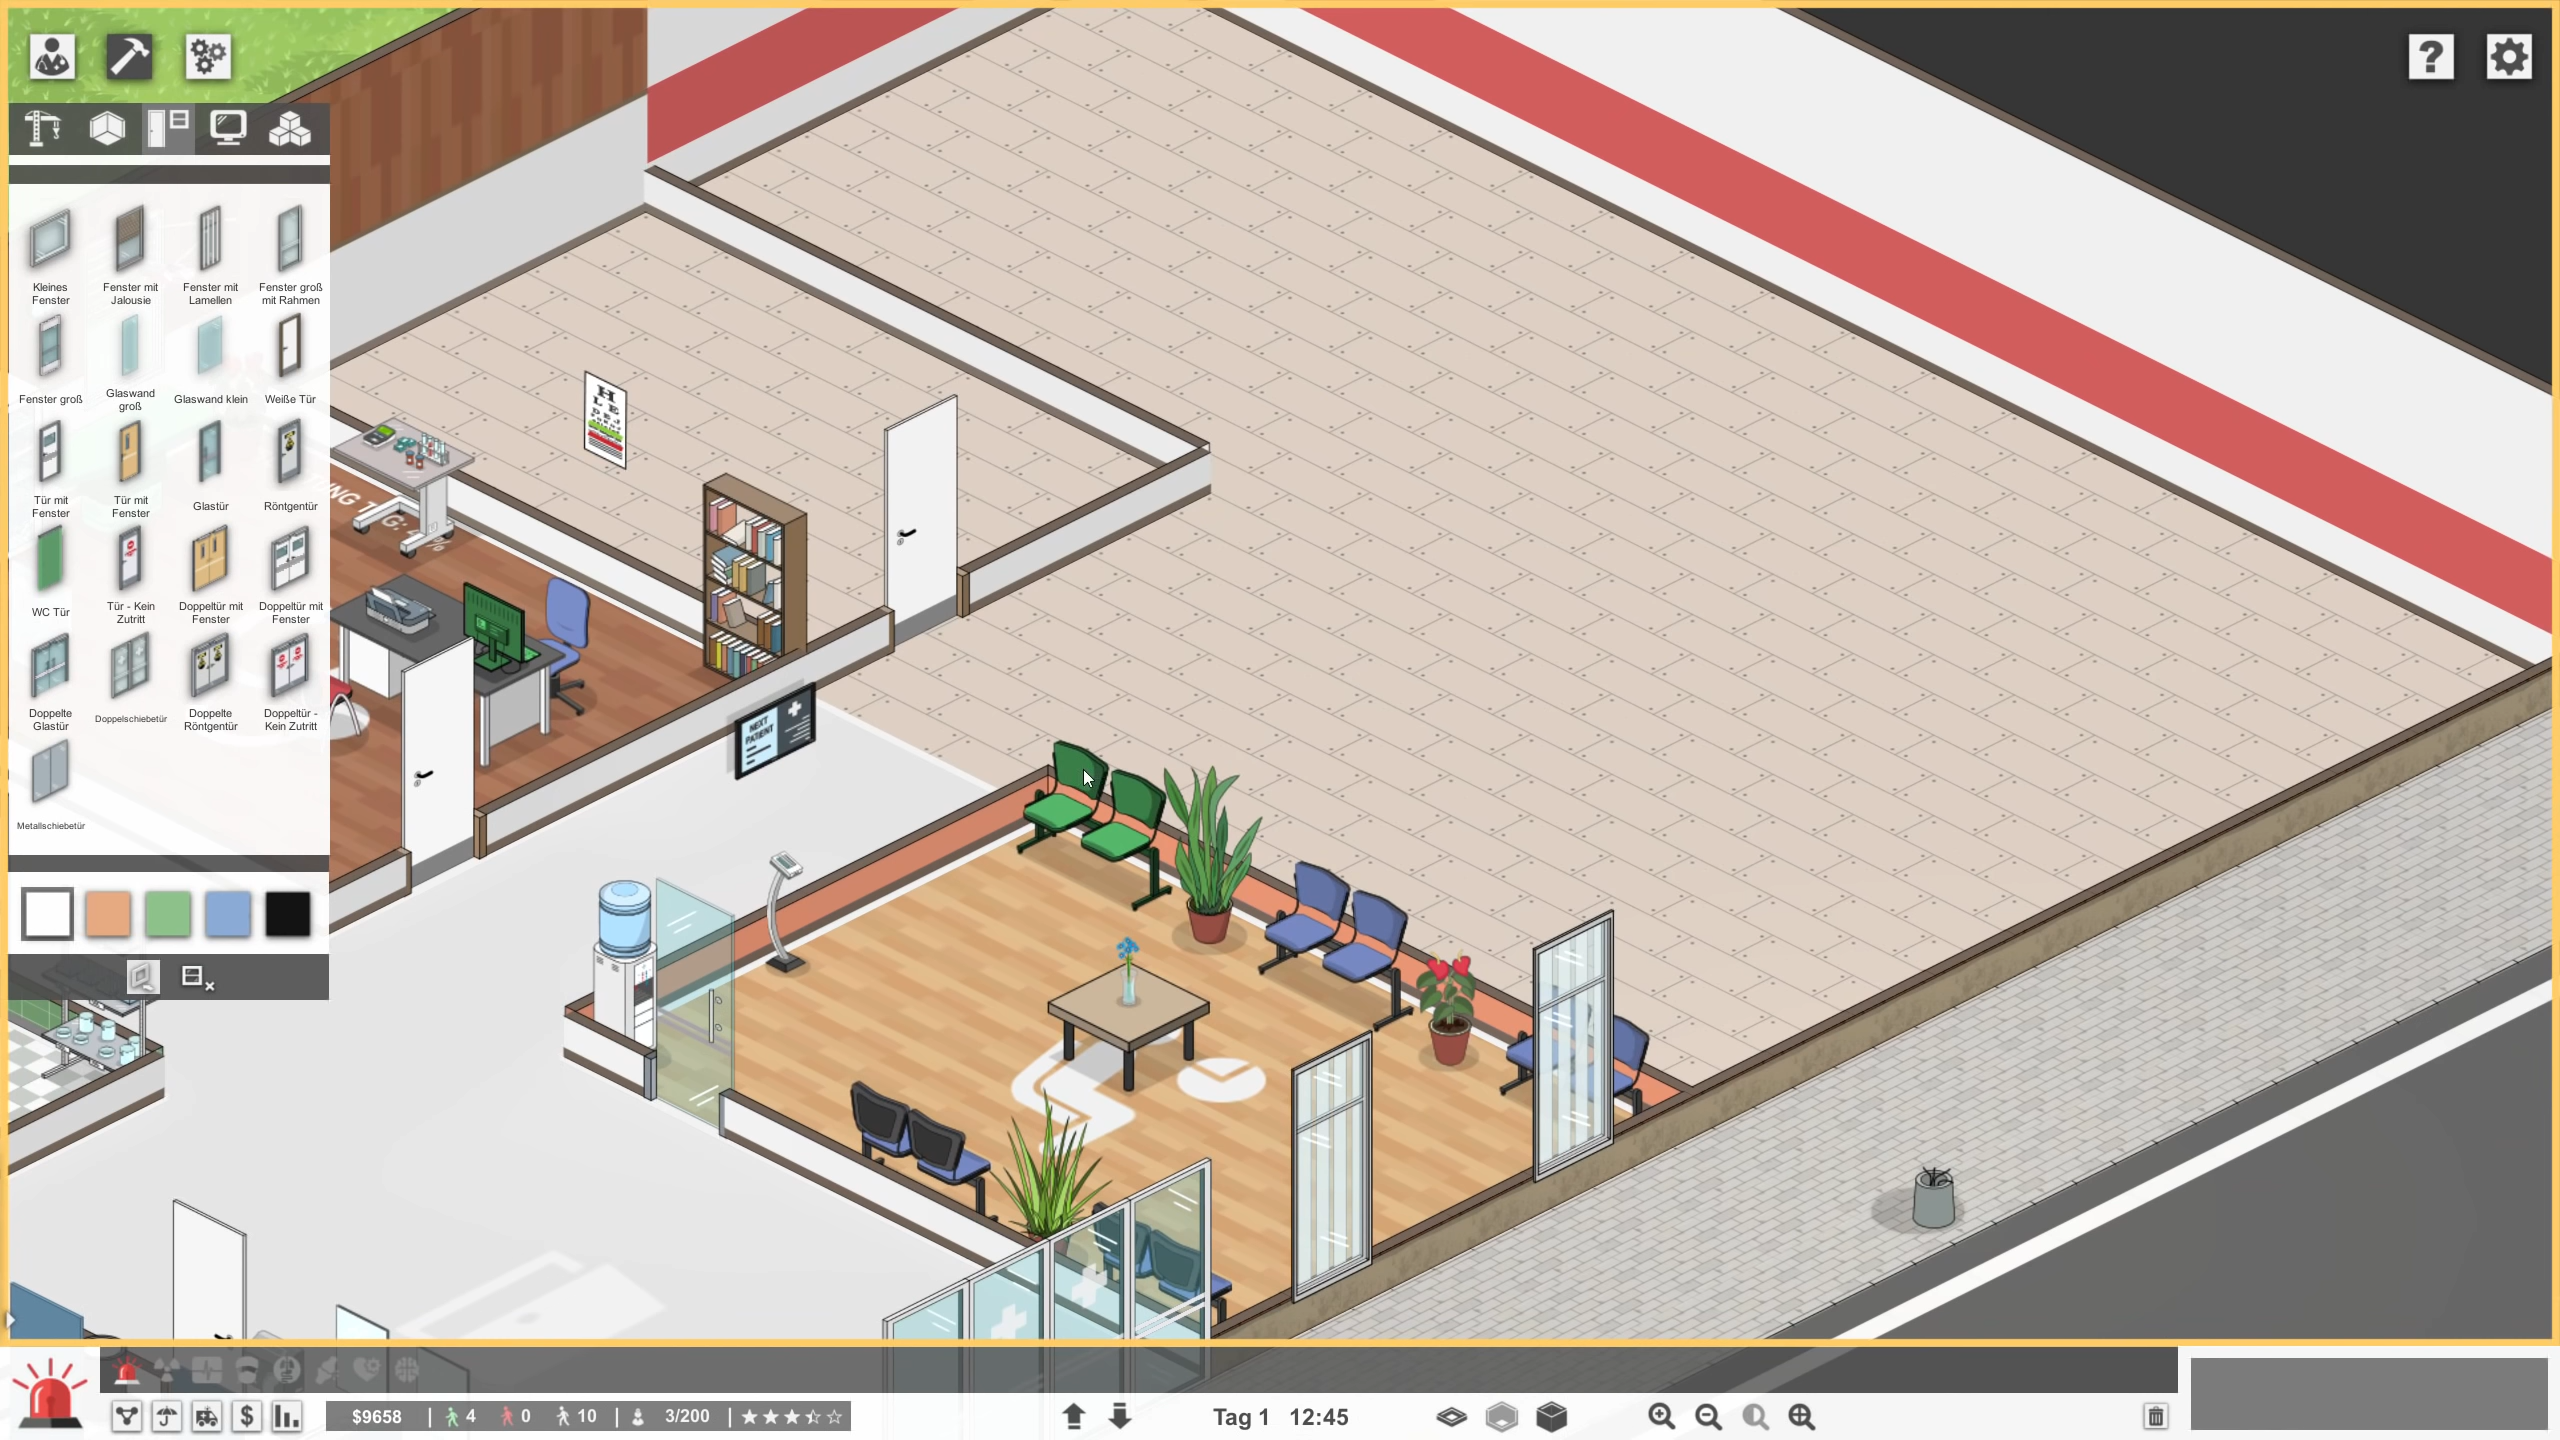 ?
Kleines
Fenster
Fenster mit
Jalousie
Fenster mit
Lamellen
Fenster groß
mit Rahmen
Fenster groß
Glaswand
groß
Glaswand klein
Weiße Tür
Tür mit
Fenster
Tür mit
Fenster
Glastür
Röntgentür
WC Tür
Tür - Kein
Zutritt
Doppeltür mit
Fenster
Doppeltür mit
Fenster
Doppelte
Glastür
Doppelschiebetür
Doppelte
Röntgentür
Doppeltür -
Kein Zutritt
Metallschiebetür
NEXT
PATIENT
$9658 | 4 0 10 | 3/200 |
Tag 1 12:45